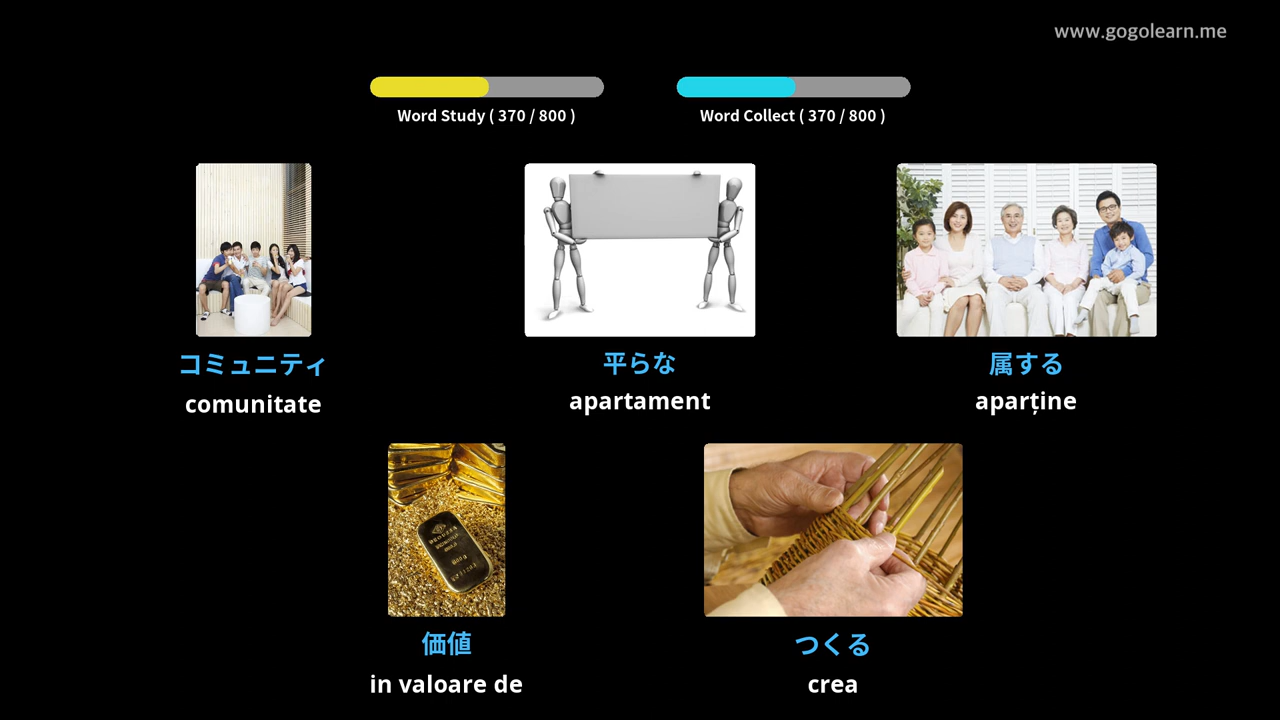 www.gogolearn.me
Word Study ( 370 / 800 )
Word Collect ( 370 / 800 )
コミュニティ
comunitate
平らな
apartament
属する
aparține
価値
in valoare de
つくる
crea